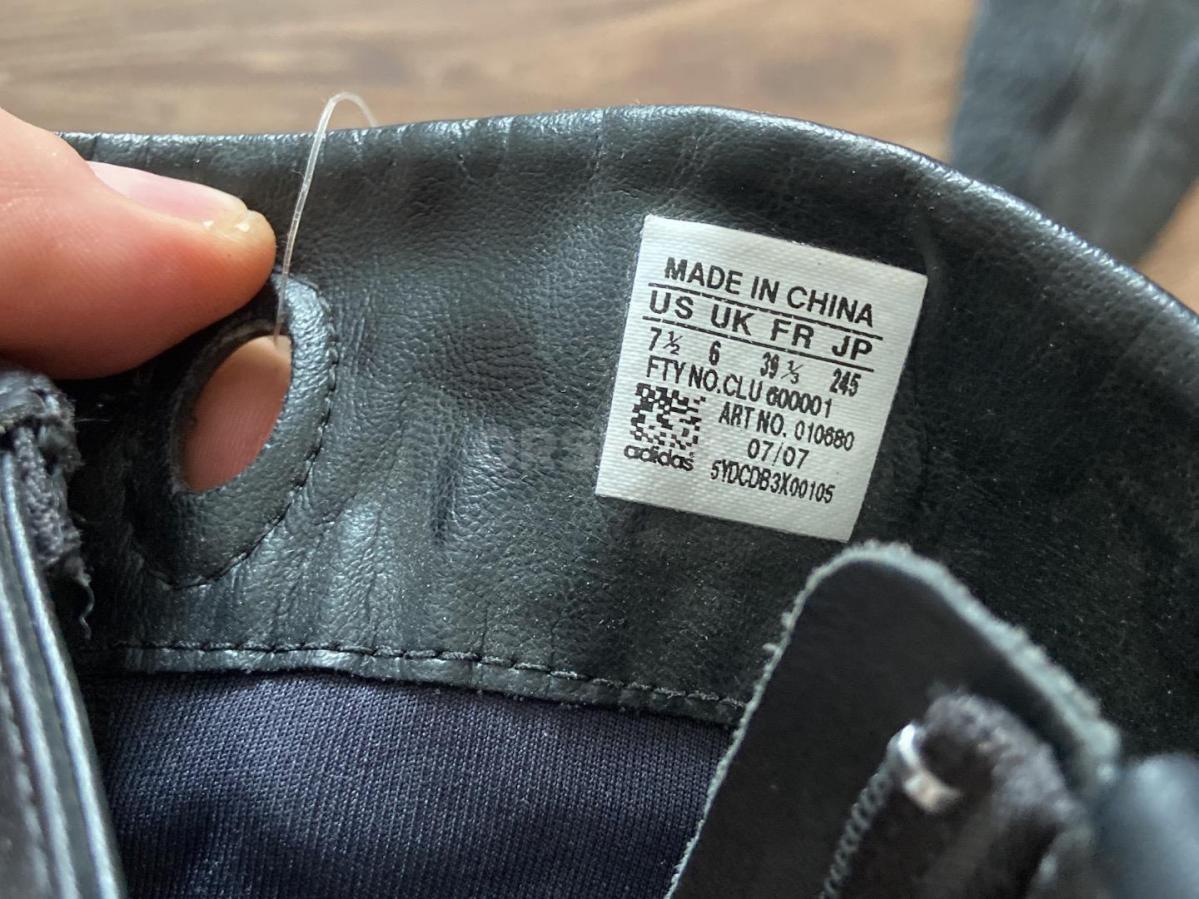 MADE IN CHINA
US UK FR JP
7½ 6 39⅓ 245
FTY NO.CLU 600001
ART NO. 010680
07/07
adidas
5YDCDB3X00105